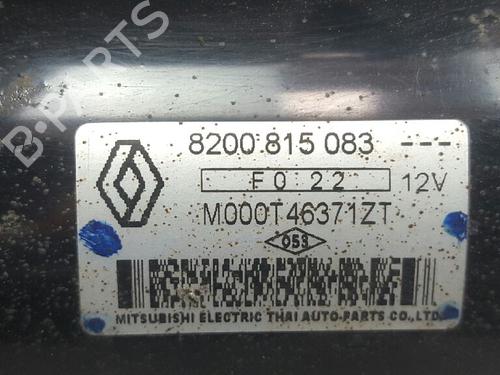 B-PARTS
8200 815 083 ---
F0 22 12V
M000T46371ZT
053
MITSUBISHI ELECTRIC THAI AUTO-PARTS CO.,LTD.